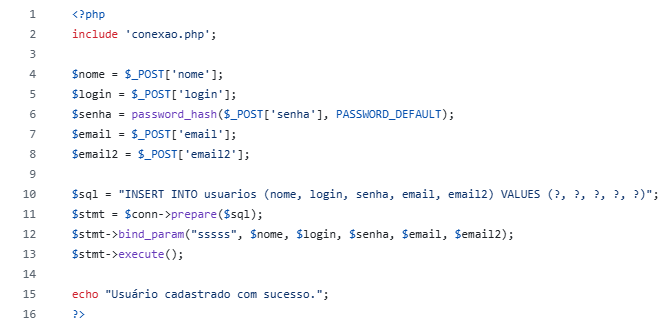 1 <?php
2 include 'conexao.php';
3
4 $nome = $_POST['nome'];
5 $login = $_POST['login'];
6 $senha = password_hash($_POST['senha'], PASSWORD_DEFAULT);
7 $email = $_POST['email'];
8 $email2 = $_POST['email2'];
9
10 $sql = "INSERT INTO usuarios (nome, login, senha, email, email2) VALUES (?, ?, ?, ?, ?)";
11 $stmt = $conn->prepare($sql);
12 $stmt->bind_param("sssss", $nome, $login, $senha, $email, $email2);
13 $stmt->execute();
14
15 echo "Usuário cadastrado com sucesso.";
16 ?>